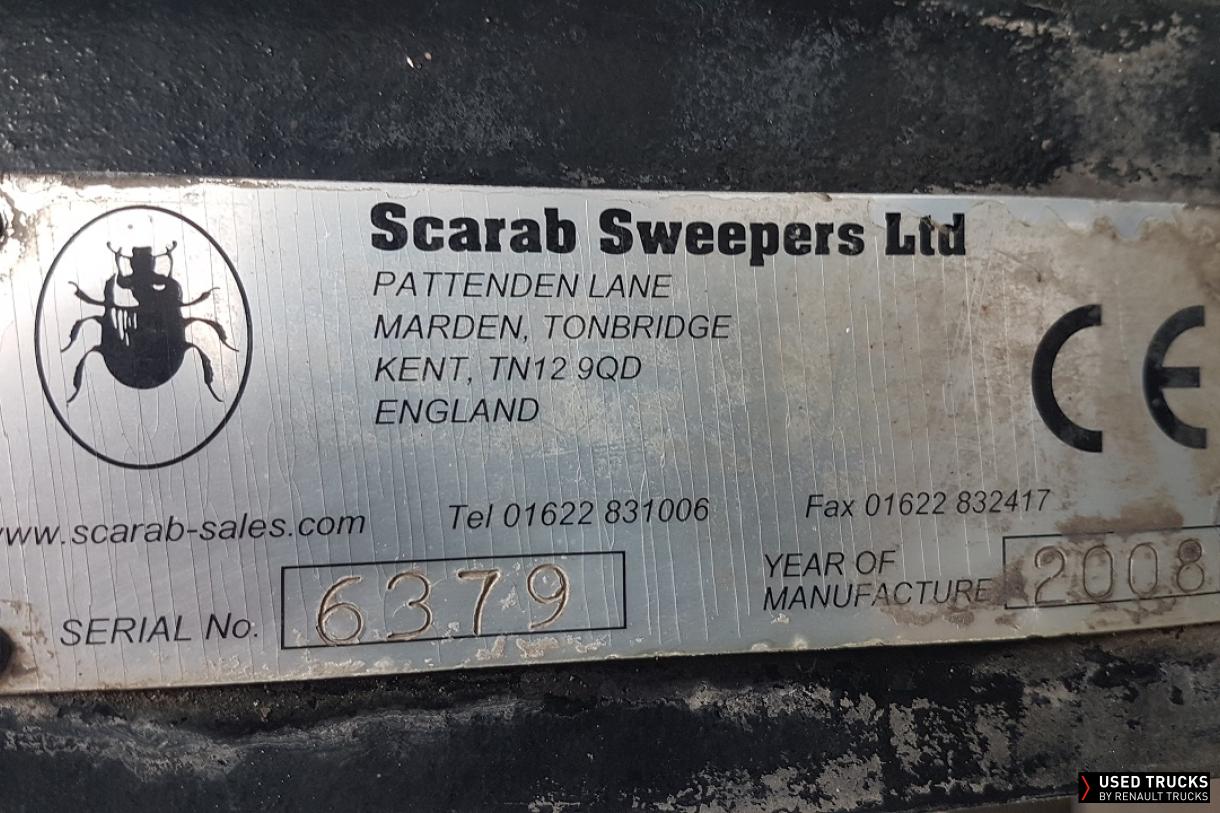 Scarab Sweepers Ltd
PATTENDEN LANE
MARDEN, TONBRIDGE
KENT, TN12 9QD
ENGLAND
CE
www.scarab-sales.com Tel 01622 831006 Fax 01622 832417
SERIAL No. 6379
YEAR OF
MANUFACTURE 2008
USED TRUCKS
BY RENAULT TRUCKS